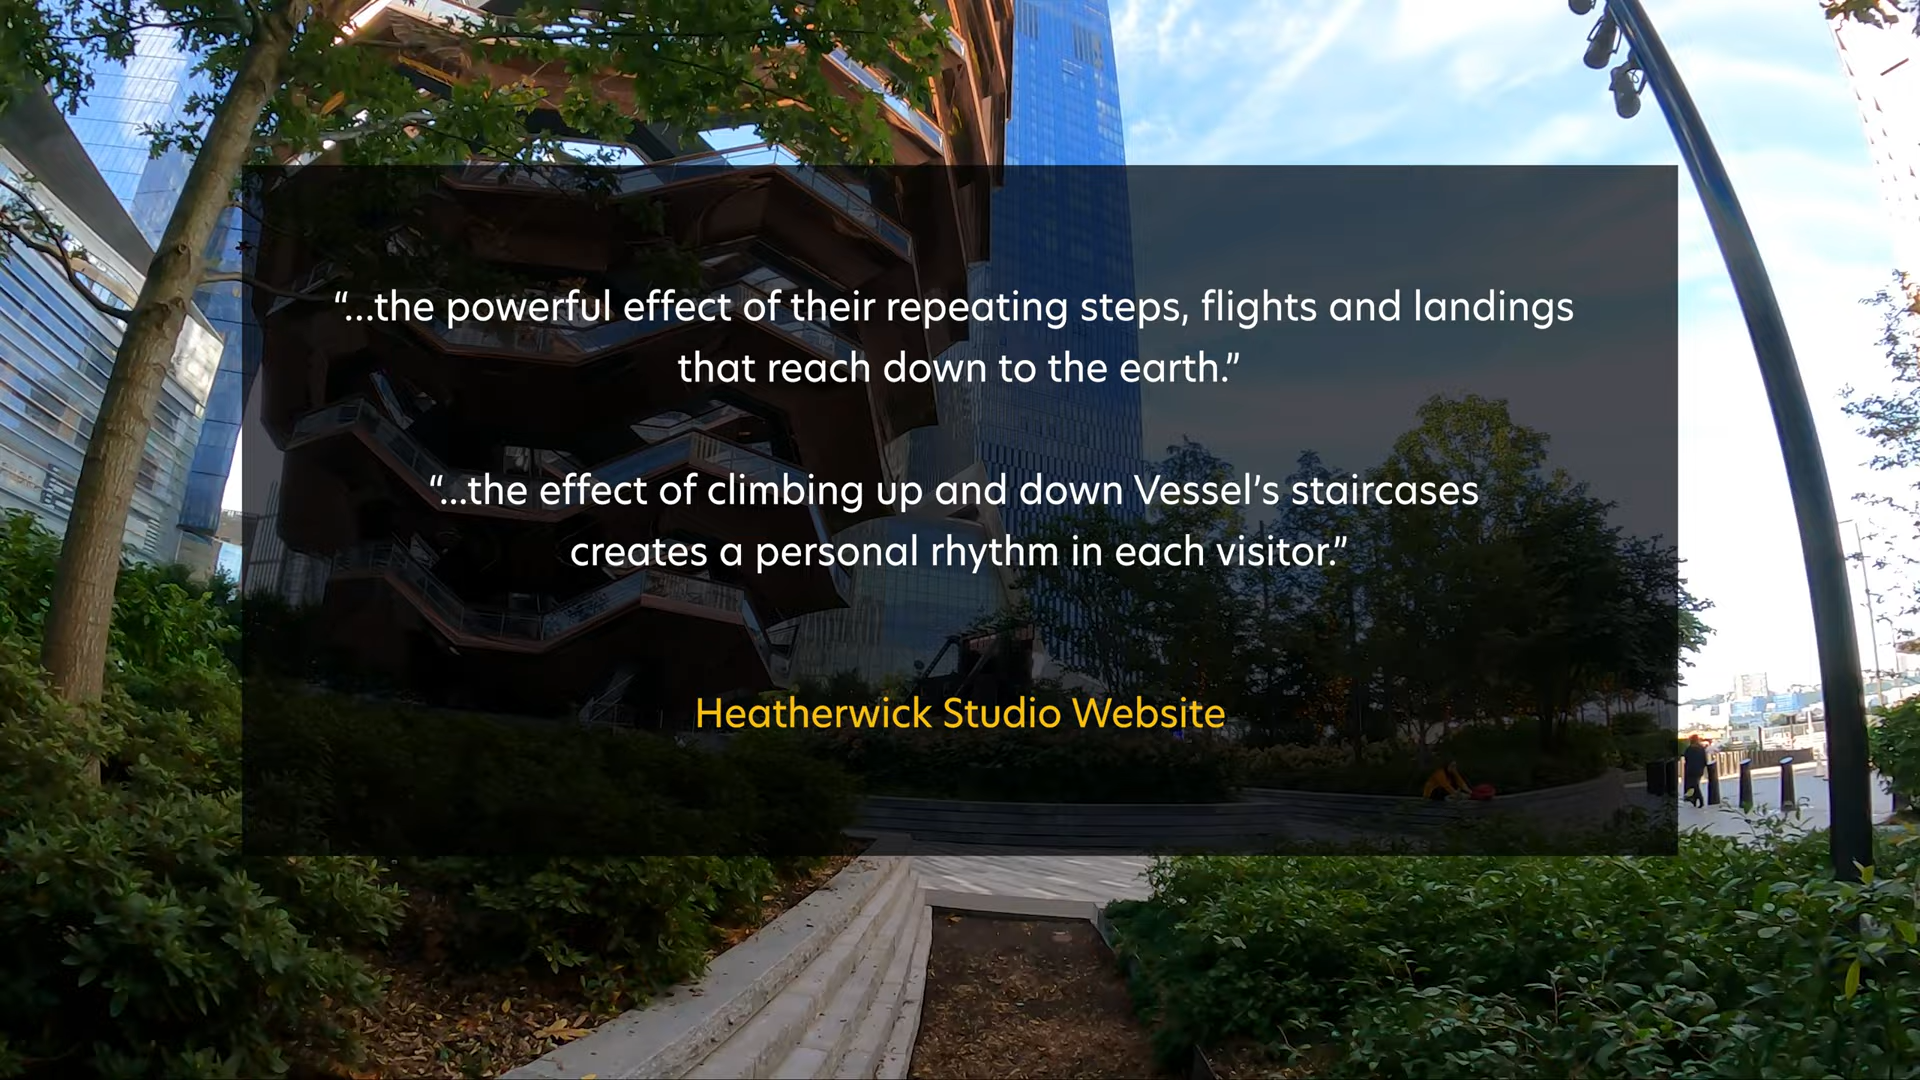 “...the powerful effect of their repeating steps, flights and landings
that reach down to the earth.”
“...the effect of climbing up and down Vessel’s staircases
creates a personal rhythm in each visitor.”
Heatherwick Studio Website